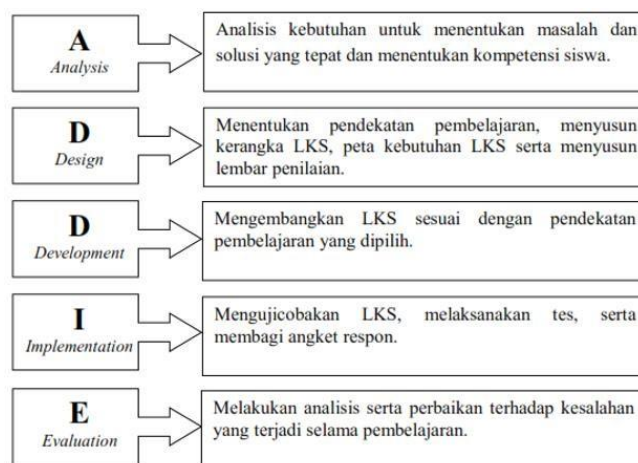 A
Analysis
Analisis kebutuhan untuk menentukan masalah dan
solusi yang tepat dan menentukan kompetensi siswa.
D
Design
Menentukan pendekatan pembelajaran, menyusun
kerangka LKS, peta kebutuhan LKS serta menyusun
lembar penilaian.
D
Development
Mengembangkan LKS sesuai dengan pendekatan
pembelajaran yang dipilih.
I
Implementation
Mengujicobakan LKS, melaksanakan tes, serta
membagi angket respon.
E
Evaluation
Melakukan analisis serta perbaikan terhadap kesalahan
yang terjadi selama pembelajaran.